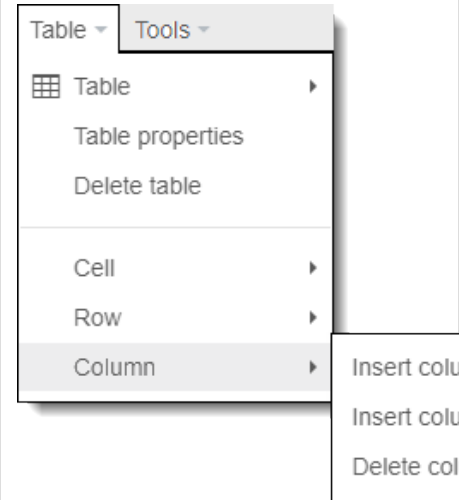 Table Tools
Table
Table properties
Delete table
Cell
Row
Column
Insert colu
Insert colu
Delete col